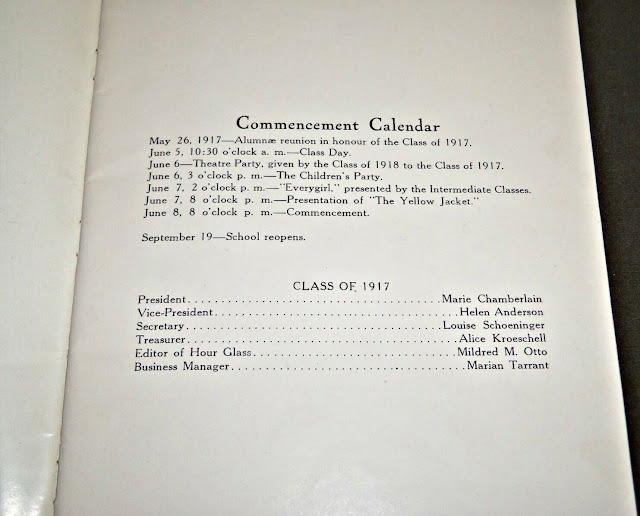 Commencement Calendar
May 26, 1917—Alumnæ reunion in honour of the Class of 1917.
June 5, 10:30 o'clock a. m.—Class Day.
June 6—Theatre Party, given by the Class of 1918 to the Class of 1917.
June 6, 3 o'clock p. m.—The Children's Party.
June 7, 2 o'clock p. m.—"Everygirl," presented by the Intermediate Classes.
June 7, 8 o'clock p. m.—Presentation of "The Yellow Jacket."
June 8, 8 o'clock p. m.—Commencement.
September 19—School reopens.
CLASS OF 1917
President........................................Marie Chamberlain
Vice-President........................................Helen Anderson
Secretary........................................Louise Schoeninger
Treasurer........................................Alice Kroeschell
Editor of Hour Glass................................Mildred M. Otto
Business Manager....................................Marian Tarrant